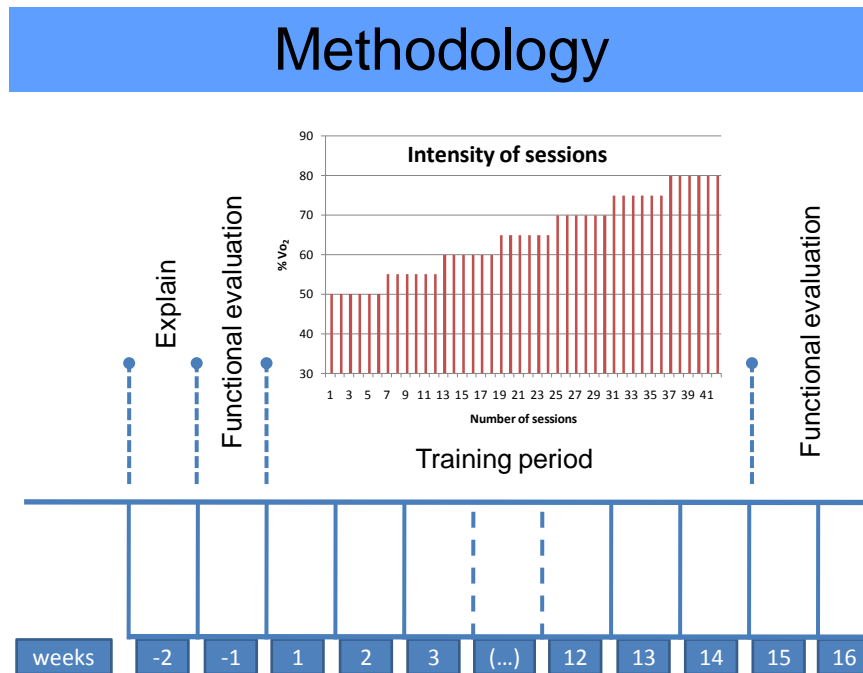 Methodology
Explain
Functional evaluation
Intensity of sessions
90
80
70
60
50
40
30
% Vo₂
1 3 5 7 9 11 13 15 17 19 21 23 25 27 29 31 33 35 37 39 41
Number of sessions
Training period
Functional evaluation
weeks -2 -1 1 2 3 (...) 12 13 14 15 16